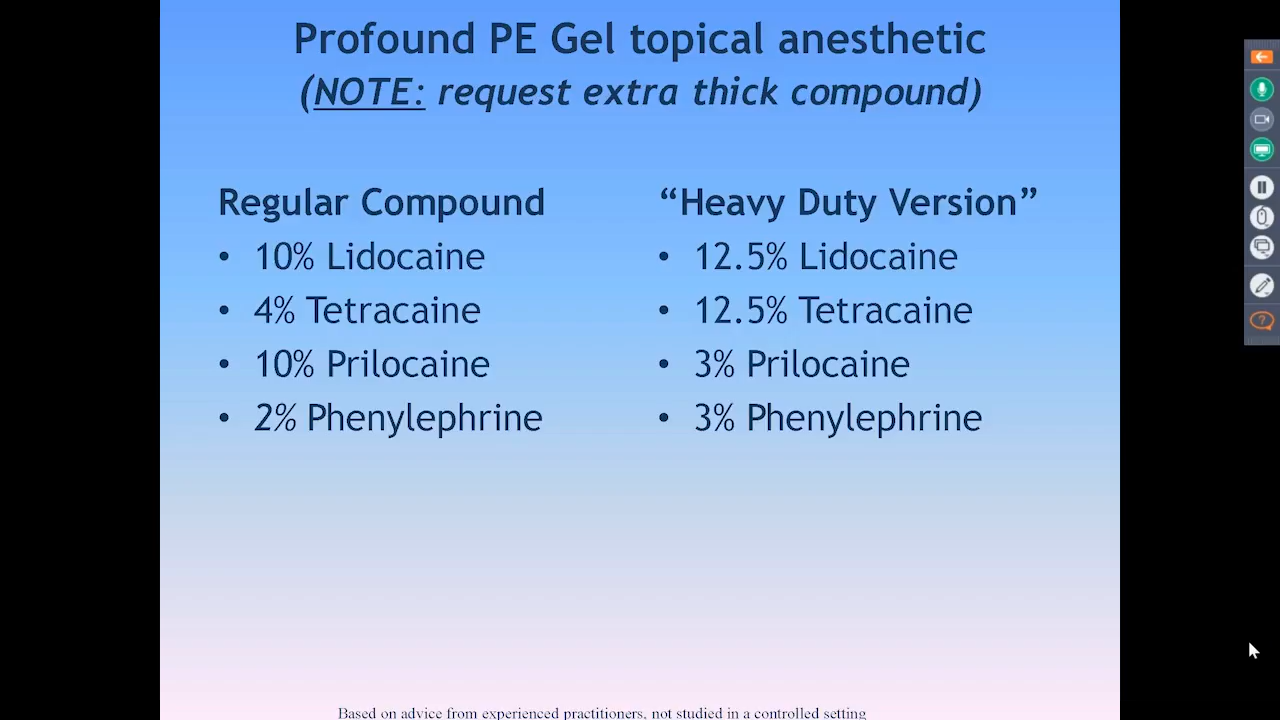 Profound PE Gel topical anesthetic
(NOTE: request extra thick compound)
Regular Compound
• 10% Lidocaine
• 4% Tetracaine
• 10% Prilocaine
• 2% Phenylephrine
“Heavy Duty Version”
• 12.5% Lidocaine
• 12.5% Tetracaine
• 3% Prilocaine
• 3% Phenylephrine
Based on advice from experienced practitioners, not studied in a controlled setting